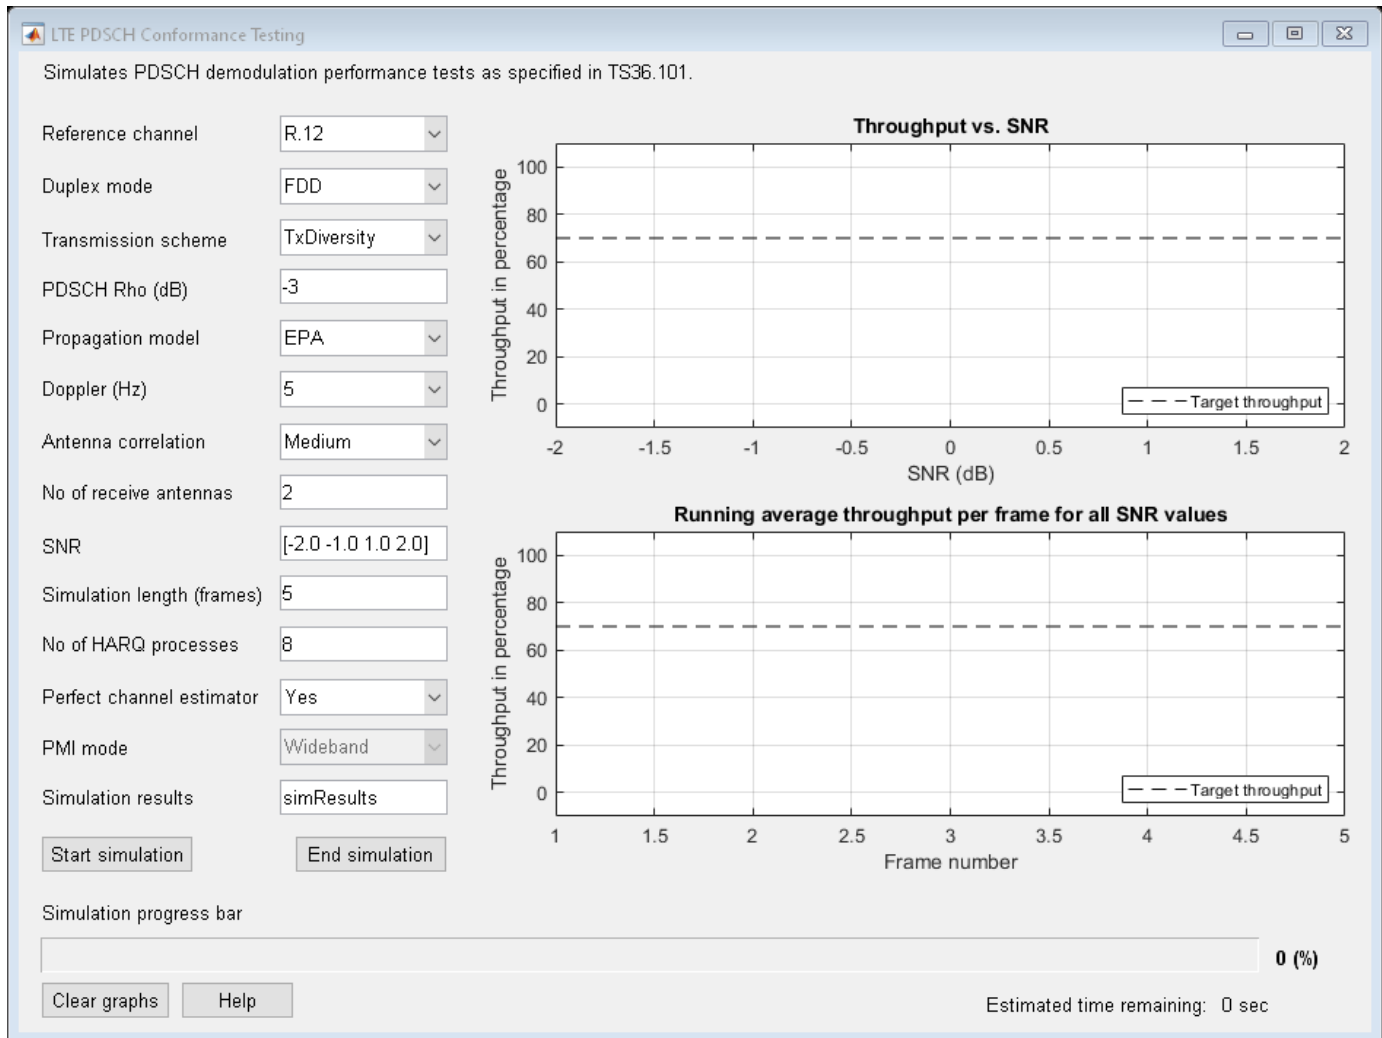 LTE PDSCH Conformance Testing
Simulates PDSCH demodulation performance tests as specified in TS36.101.
Reference channel R.12
Duplex mode FDD
Transmission scheme TxDiversity
PDSCH Rho (dB) -3
Propagation model EPA
Doppler (Hz) 5
Antenna correlation Medium
No of receive antennas 2
SNR [-2.0 -1.0 1.0 2.0]
Simulation length (frames) 5
No of HARQ processes 8
Perfect channel estimator Yes
PMI mode Wideband
Simulation results simResults
Start simulation End simulation
Throughput vs. SNR
Throughput in percentage
100
80
60
40
20
0
Target throughput
-2 -1.5 -1 -0.5 0 0.5 1 1.5 2
SNR (dB)
Running average throughput per frame for all SNR values
Throughput in percentage
100
80
60
40
20
0
Target throughput
1 1.5 2 2.5 3 3.5 4 4.5 5
Frame number
Simulation progress bar
0 (%)
Clear graphs Help
Estimated time remaining: 0 sec